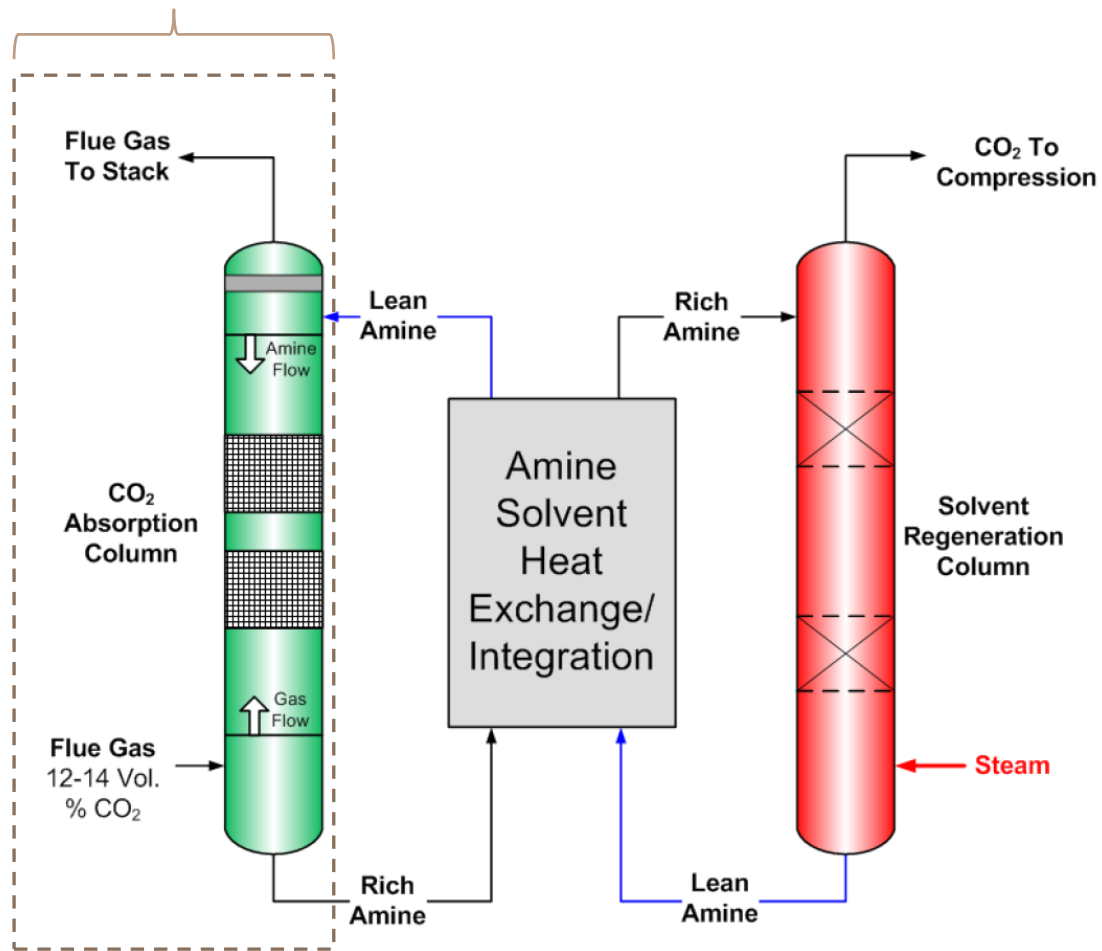 Flue Gas
To Stack
CO₂ To
Compression
Lean
Amine
Rich
Amine
Amine
Flow
Amine
Solvent
Heat
Exchange/
Integration
CO₂
Absorption
Column
Solvent
Regeneration
Column
Gas
Flow
Flue Gas
12-14 Vol.
% CO₂
Steam
Rich
Amine
Lean
Amine